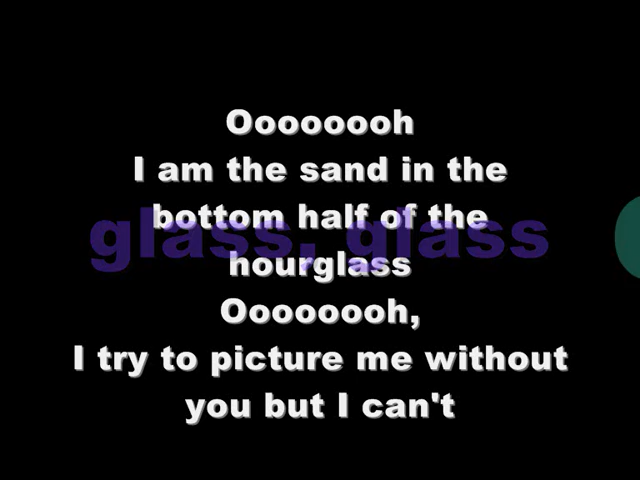 Oooooooh
I am the sand in the
bottom half of the
glass, glass
hourglass
Oooooooh,
I try to picture me without
you but I can't